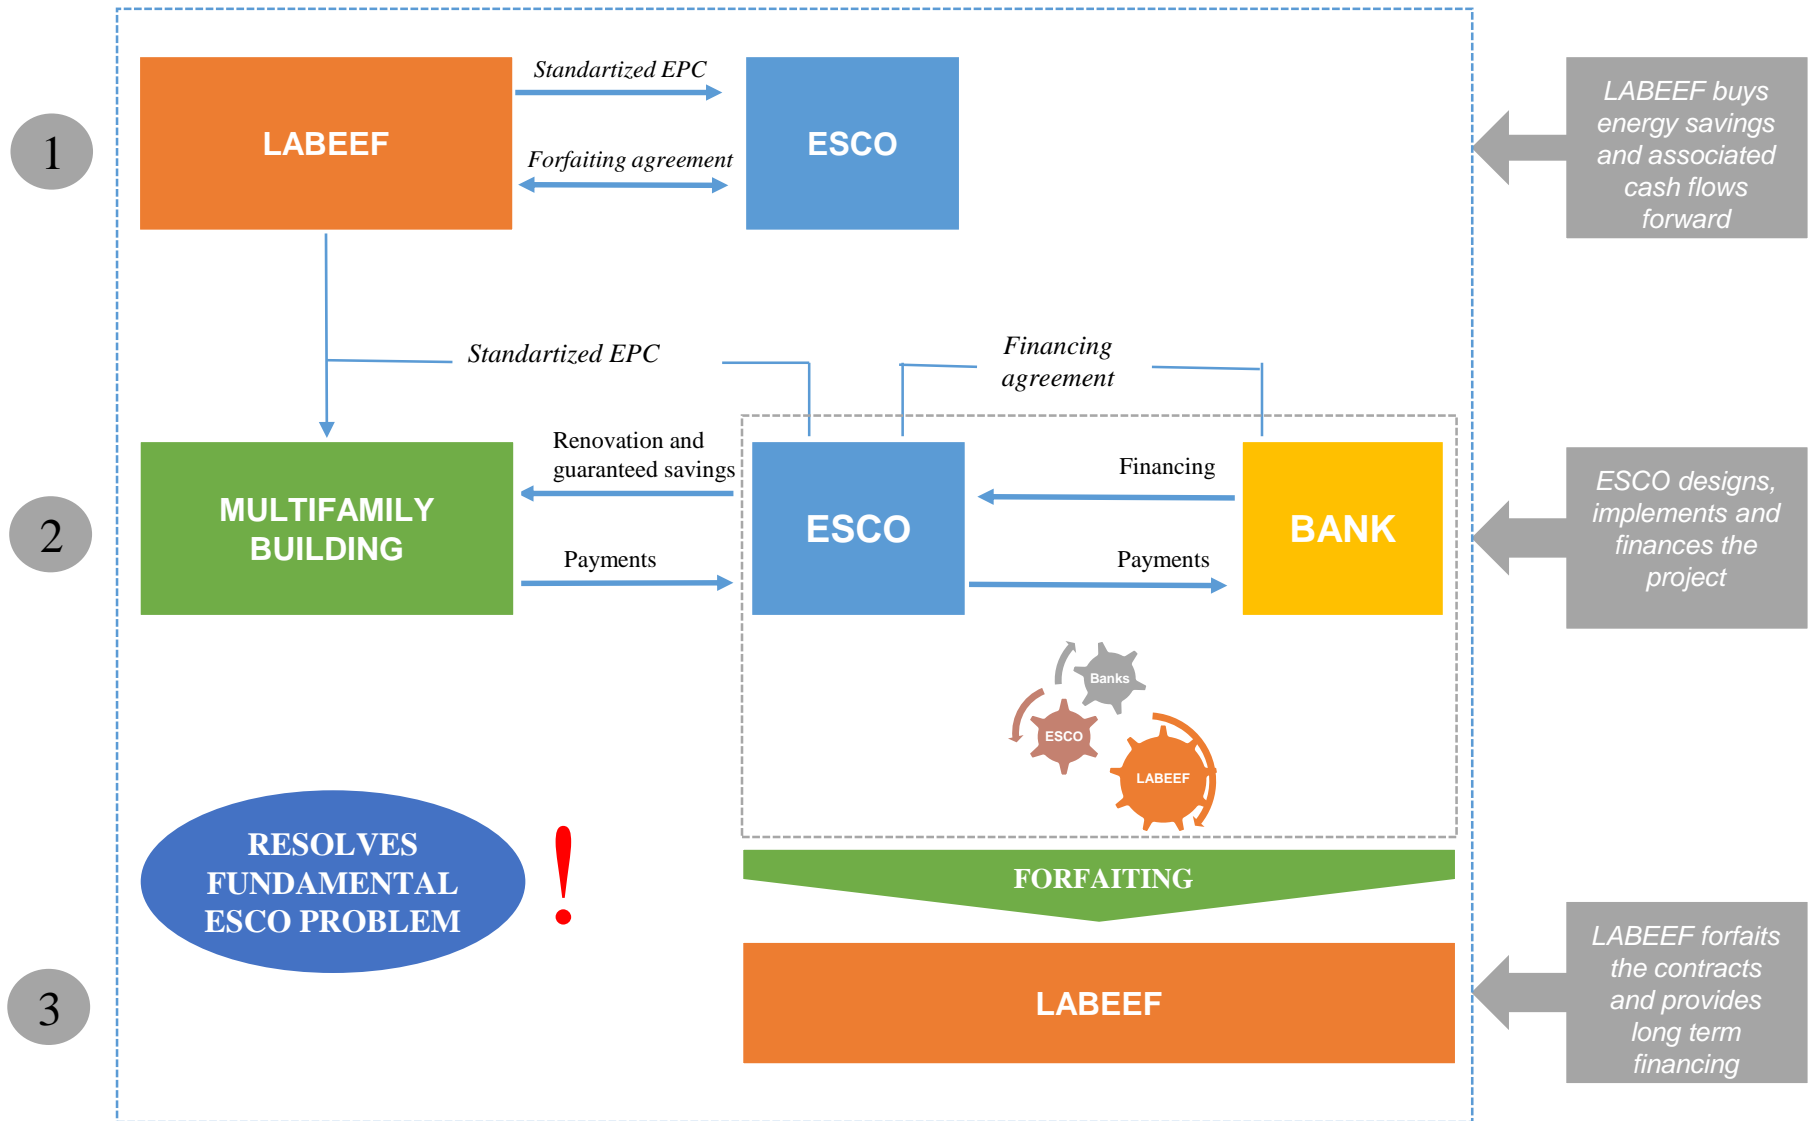 1
LABEEF
Standartized EPC
Forfaiting agreement
ESCO
LABEEF buys
energy savings
and associated
cash flows
forward
Standartized EPC
Financing
agreement
2
MULTIFAMILY
BUILDING
Renovation and
guaranteed savings
Payments
ESCO
Financing
Payments
BANK
ESCO designs,
implements and
finances the
project
Banks
ESCO
LABEEF
RESOLVES
FUNDAMENTAL
ESCO PROBLEM
!
FORFAITING
3
LABEEF
LABEEF forfaits
the contracts
and provides
long term
financing